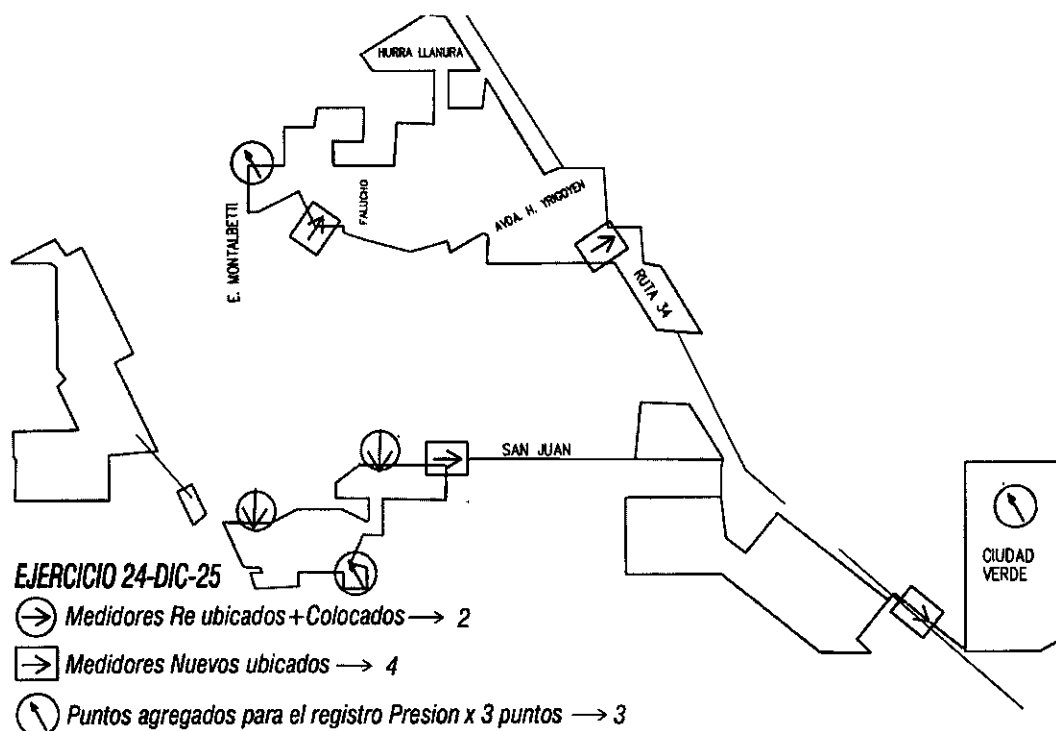 HURRA LLANURA
FALUCHO
AVDA. H. YRIGOYEN
E. MONTALBETTI
RUTA 34
SAN JUAN
CIUDAD
VERDE
EJERCICIO 24-DIC-25
Medidores Re ubicados+Colocados → 2
Medidores Nuevos ubicados → 4
Puntos agregados para el registro Presion x 3 puntos → 3